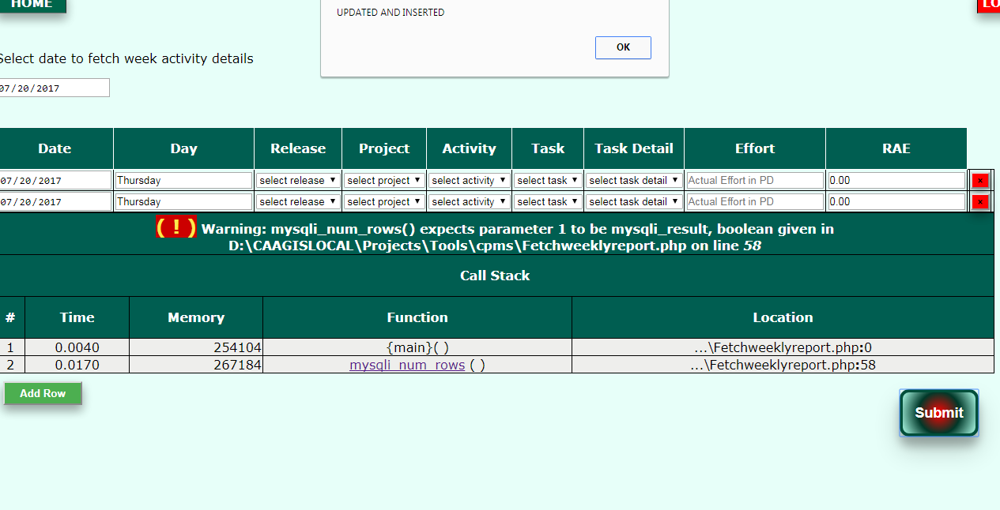 HOME
LO
UPDATED AND INSERTED
OK
Select date to fetch week activity details
07/20/2017
Date Day Release Project Activity Task Task Detail Effort RAE
07/20/2017 Thursday select release select project select activity select task select task detail Actual Effort in PD 0.00 ×
07/20/2017 Thursday select release select project select activity select task select task detail Actual Effort in PD 0.00 ×
( ! ) Warning: mysqli_num_rows() expects parameter 1 to be mysqli_result, boolean given in
D:\CAAGISLOCAL\Projects\Tools\cpms\Fetchweeklyreport.php on line 58
Call Stack
# Time Memory Function Location
1 0.0040 254104 {main}( ) ...\Fetchweeklyreport.php:0
2 0.0170 267184 mysqli_num_rows ( ) ...\Fetchweeklyreport.php:58
Add Row
Submit